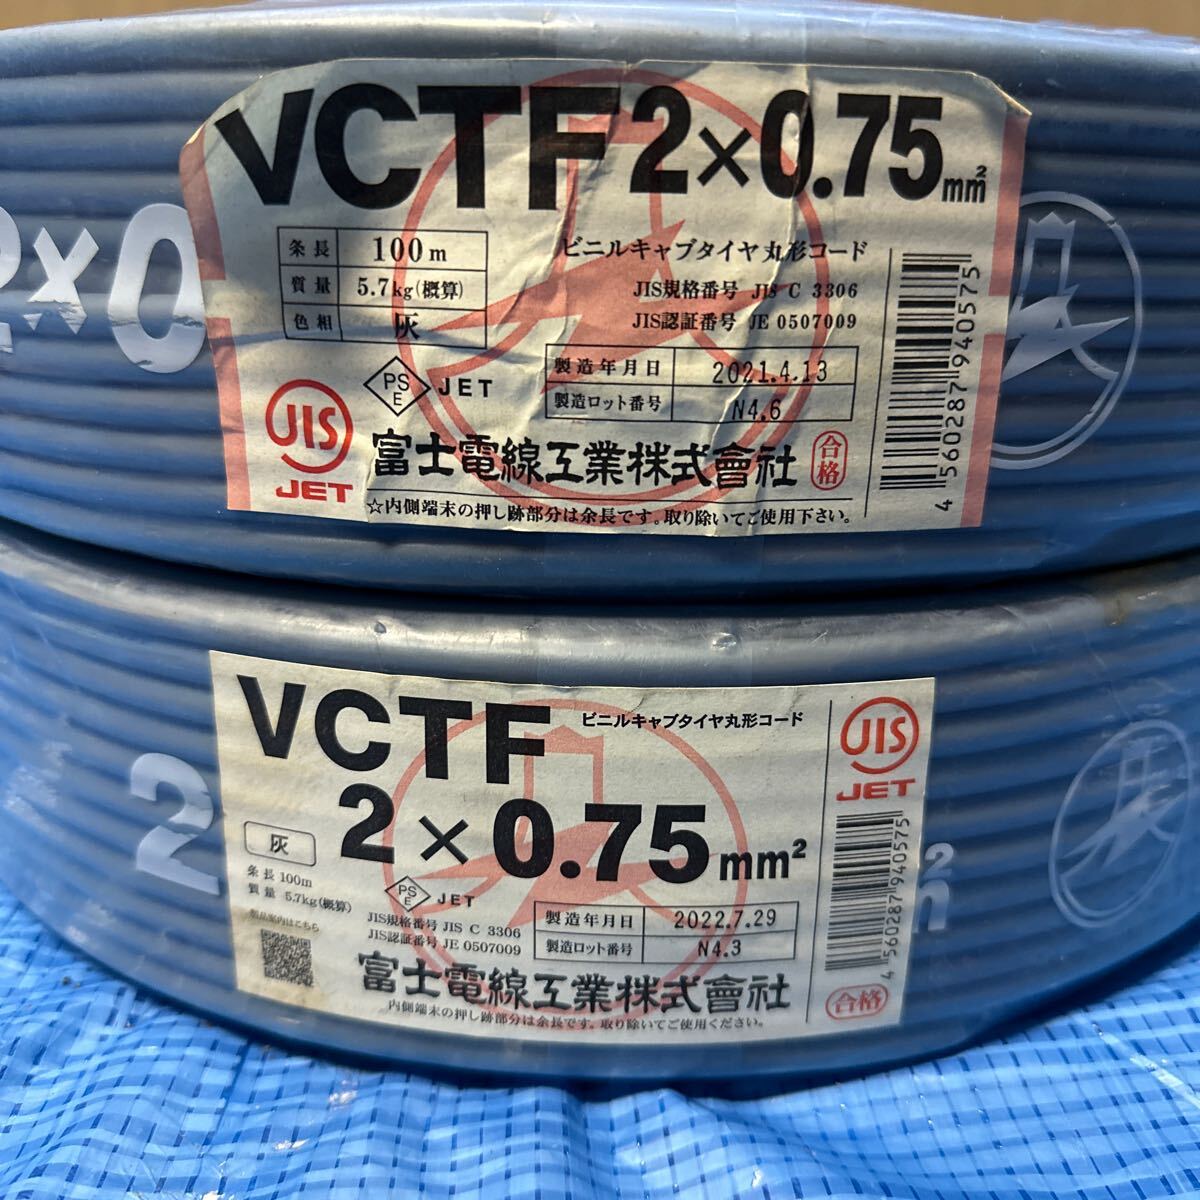 VCTF 2×0.75mm²
条長 100m
質量 5.7kg(概算)
色相 灰
ビニルキャブタイヤ丸形コード
JIS規格番号 JIS C 3306
JIS認証番号 JE 0507009
PSE JET
製造年月日 2021.4.13
製造ロット番号 N4.6
JIS
JET
富士電線工業株式會社
合格
☆内側端末の押し跡部分は余長です。取り除いてご使用下さい。
4560287940575
2×0
VCTF
ビニルキャブタイヤ丸形コード
2×0.75mm²
JIS
JET
灰
条長 100m
質量 5.7kg(概算)
製品案内はこちら
PSE JET
JIS規格番号 JIS C 3306
JIS認証番号 JE 0507009
製造年月日 2022.7.29
製造ロット番号 N4.3
富士電線工業株式會社
内側端末の押し跡部分は余長です。取り除いてご使用ください。
4560287940575
合格
2